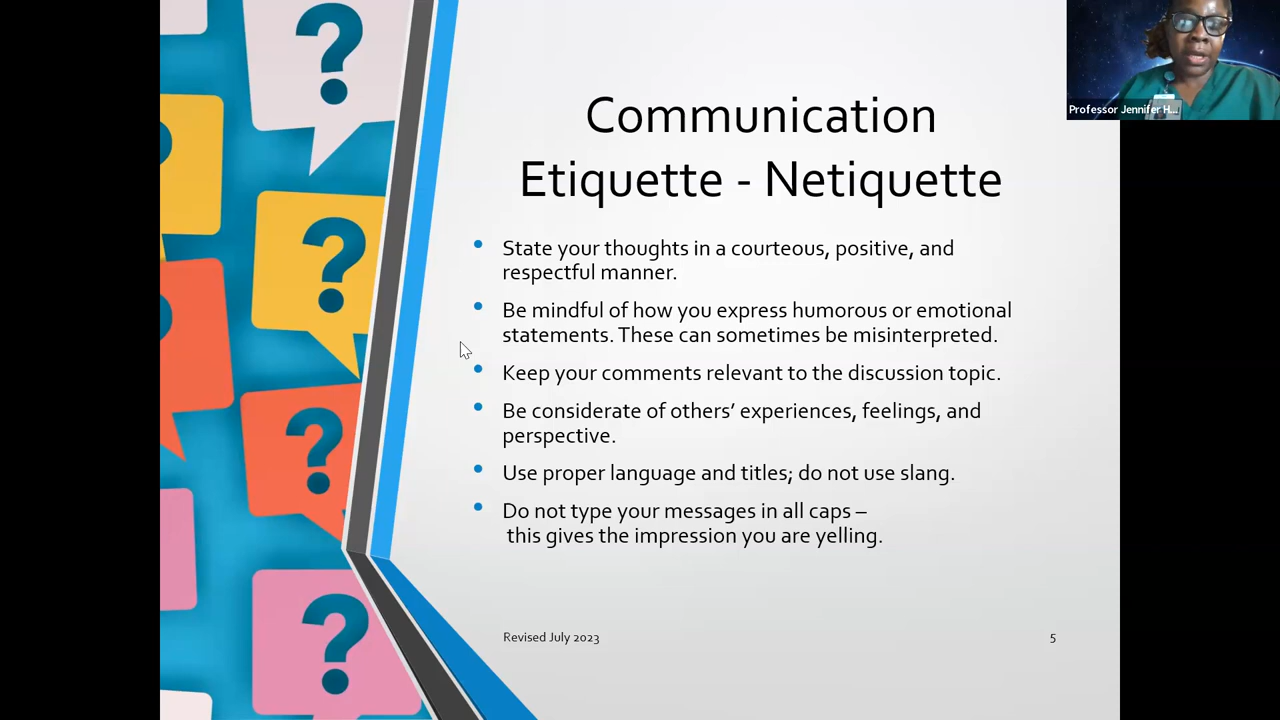 Communication
Etiquette - Netiquette
State your thoughts in a courteous, positive, and
respectful manner.
Be mindful of how you express humorous or emotional
statements. These can sometimes be misinterpreted.
Keep your comments relevant to the discussion topic.
Be considerate of others’ experiences, feelings, and
perspective.
Use proper language and titles; do not use slang.
Do not type your messages in all caps –
this gives the impression you are yelling.
Revised July 2023
5
Professor Jennifer H...
? 
?
?
?